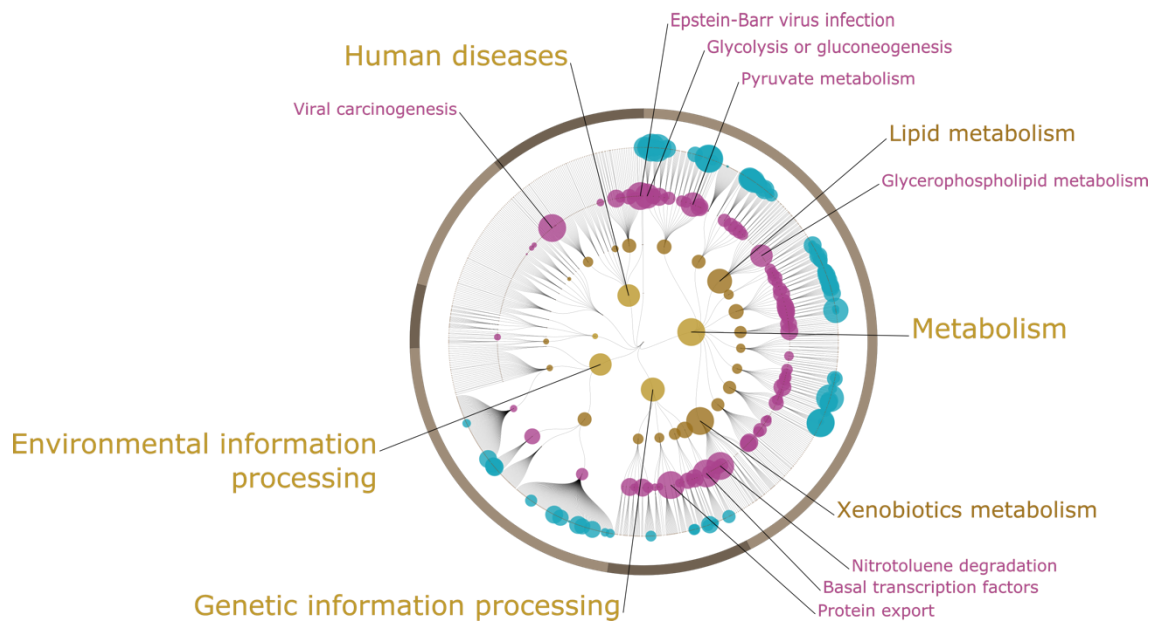 Epstein-Barr virus infection
Human diseases
Glycolysis or gluconeogenesis
Pyruvate metabolism
Viral carcinogenesis
Lipid metabolism
Glycerophospholipid metabolism
Metabolism
Environmental information
processing
Xenobiotics metabolism
Nitrotoluene degradation
Basal transcription factors
Genetic information processing
Protein export